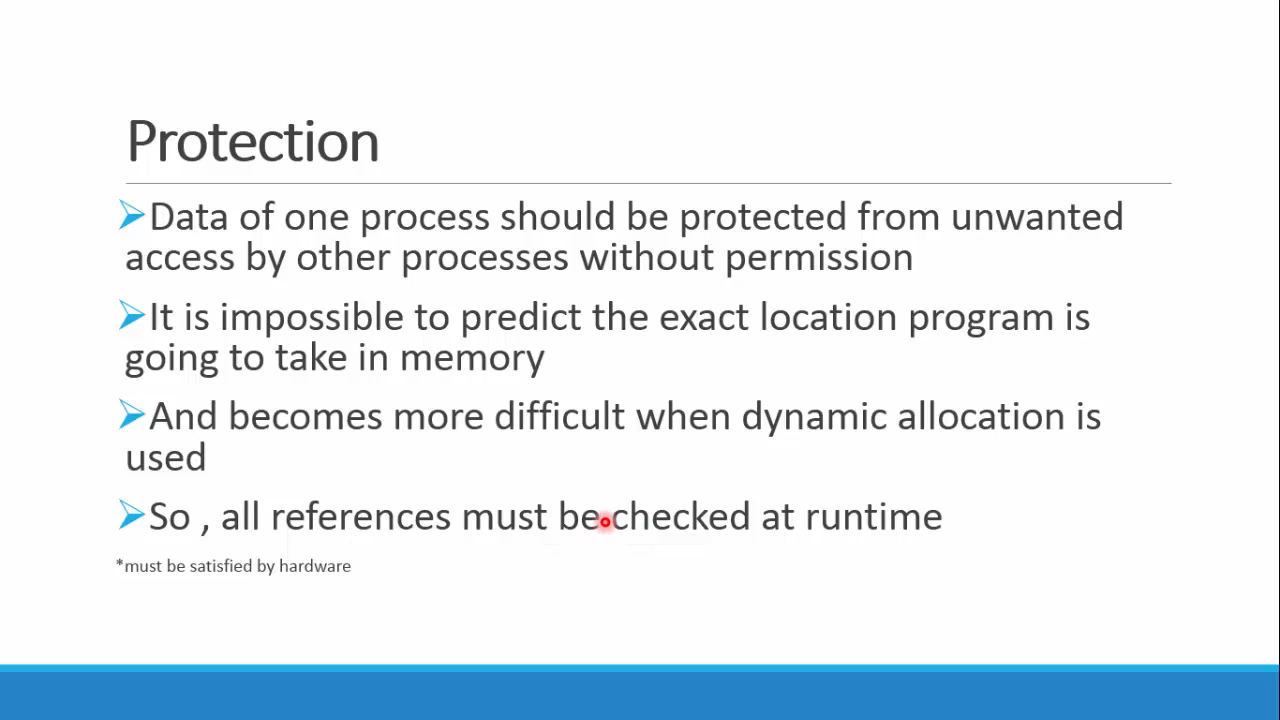 Protection
➢Data of one process should be protected from unwanted
access by other processes without permission
➢It is impossible to predict the exact location program is
going to take in memory
➢And becomes more difficult when dynamic allocation is
used
➢So , all references must be checked at runtime
*must be satisfied by hardware